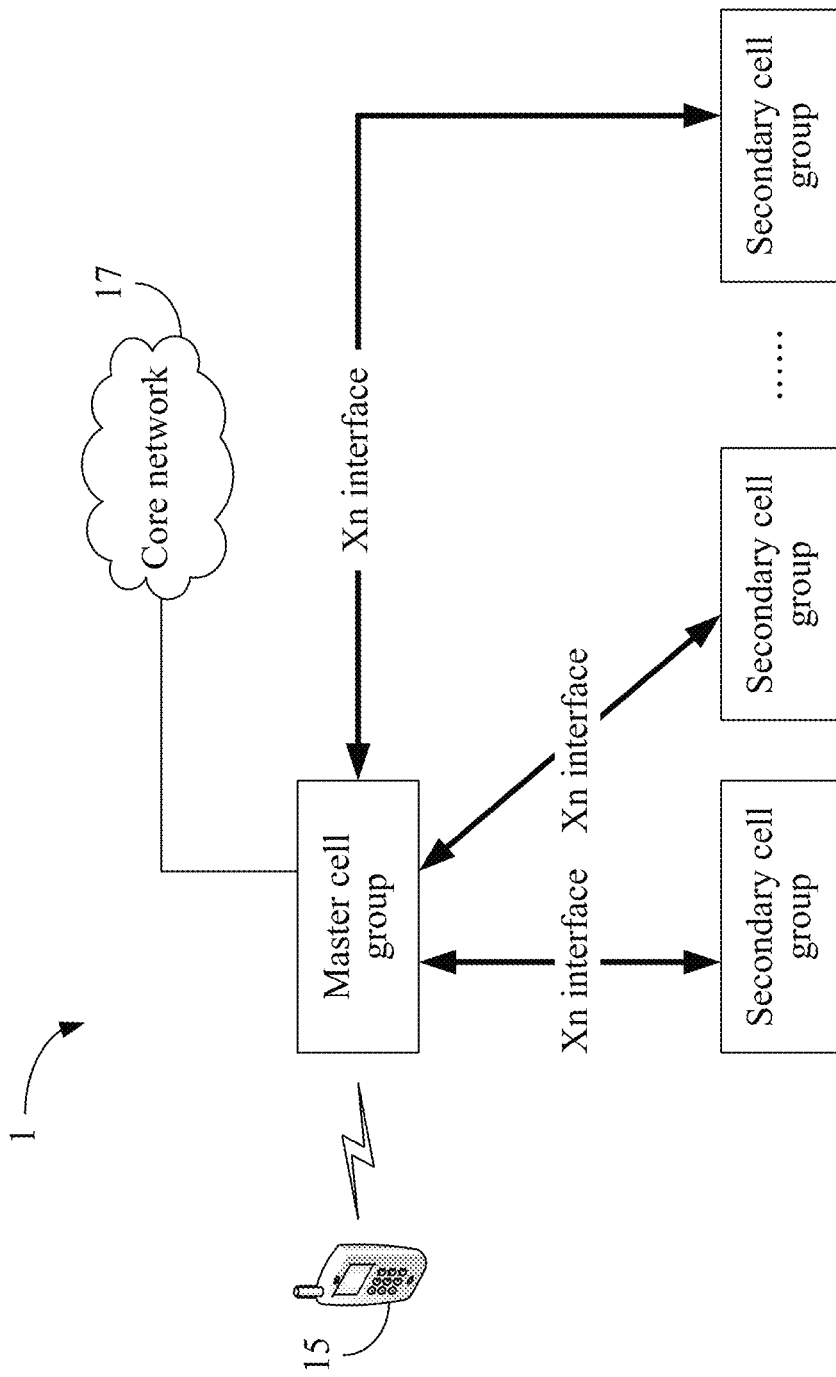 1
17
Core network
15
Master cell
group
Xn interface
Xn interface
Xn interface
Secondary cell
group
Secondary cell
group
......
Secondary cell
group